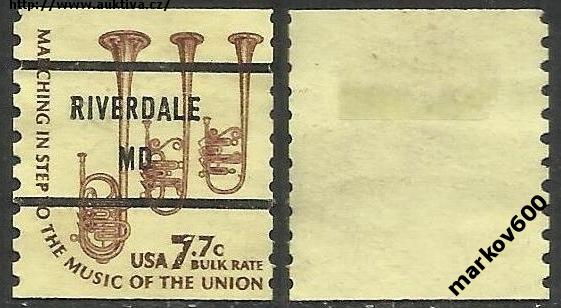 http://www.auktiva.cz/
MARCHING IN STEP TO THE MUSIC OF THE UNION
RIVERDALE
MD
USA 7.7c
BULK RATE
markov600